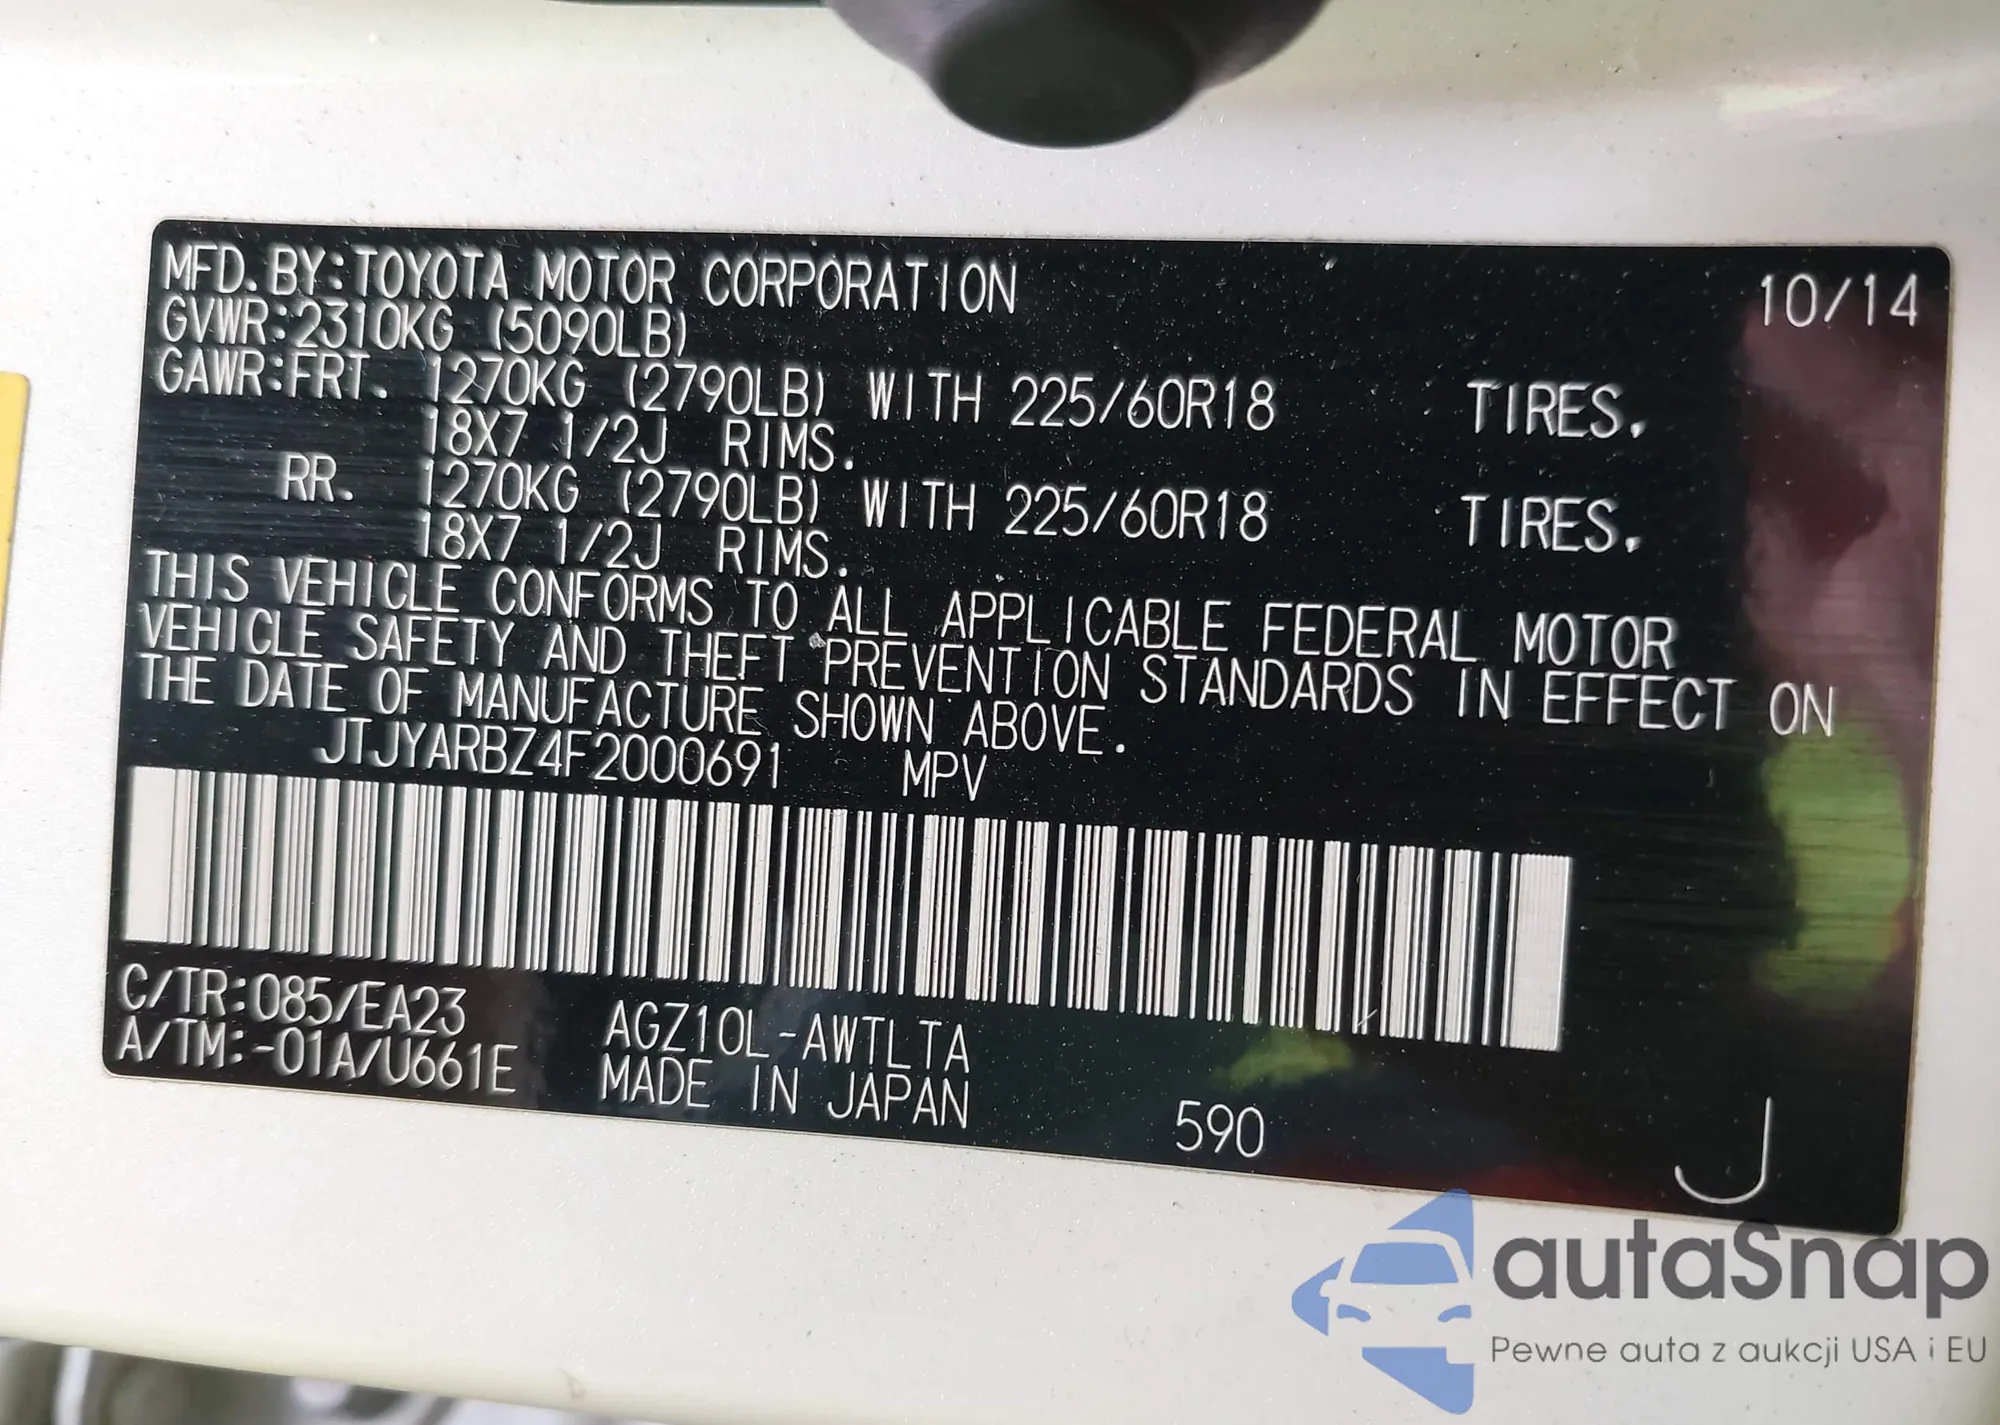 MFD. BY:TOYOTA MOTOR CORPORATION 10/14
GVWR:2310KG (5090LB)
GAWR:FRT. 1270KG (2790LB) WITH 225/60R18 TIRES.
18X7 1/2J RIMS.
RR. 1270KG (2790LB) WITH 225/60R18 TIRES.
18X7 1/2J RIMS.
THIS VEHICLE CONFORMS TO ALL APPLICABLE FEDERAL MOTOR
VEHICLE SAFETY AND THEFT PREVENTION STANDARDS IN EFFECT ON
THE DATE OF MANUFACTURE SHOWN ABOVE.
JTJYARBZ4F2000691 MPV
C/TR:085/EA23 AGZ10L-AWTLTA
A/TM:-01A/U661E MADE IN JAPAN
590 J
autaSnap
Pewne auta z aukcji USA i EU